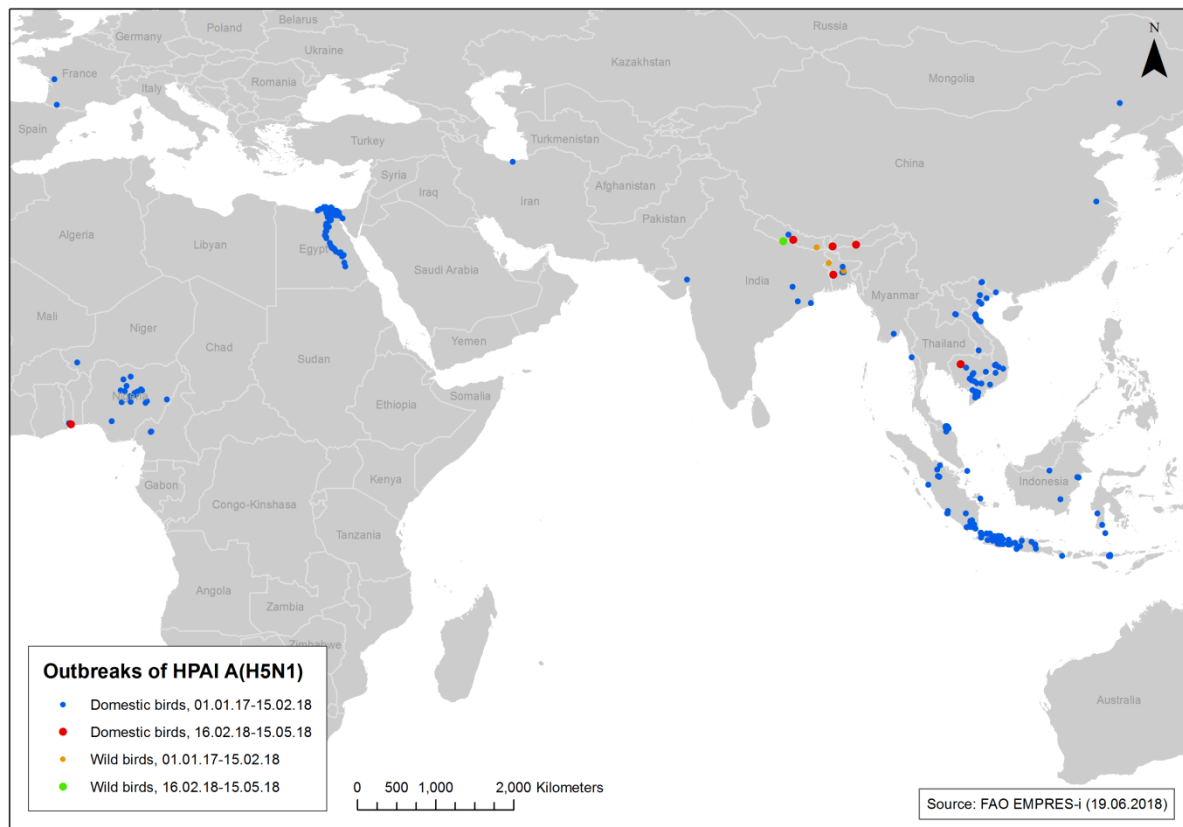 Belarus
Russia
Poland
Germany
Ukraine
Kazakhstan
France
Mongolia
Romania
Italy
Spain
Turkey
Turkmenistan
China
Syria
Afghanistan
Iraq
Iran
Pakistan
Algeria
Libyan
Egypt
Saudi Arabia
India
Myanmar
Mali
Niger
Chad
Sudan
Yemen
Thailand
Nigeria
Ethiopia
Somalia
Gabon
Kenya
Indonesia
Congo-Kinshasa
Tanzania
Angola
Zambia
Zimbabwe
Australia
N
Outbreaks of HPAI A(H5N1)
Domestic birds, 01.01.17-15.02.18
Domestic birds, 16.02.18-15.05.18
Wild birds, 01.01.17-15.02.18
Wild birds, 16.02.18-15.05.18
0 500 1,000 2,000 Kilometers
Source: FAO EMPRES-i (19.06.2018)